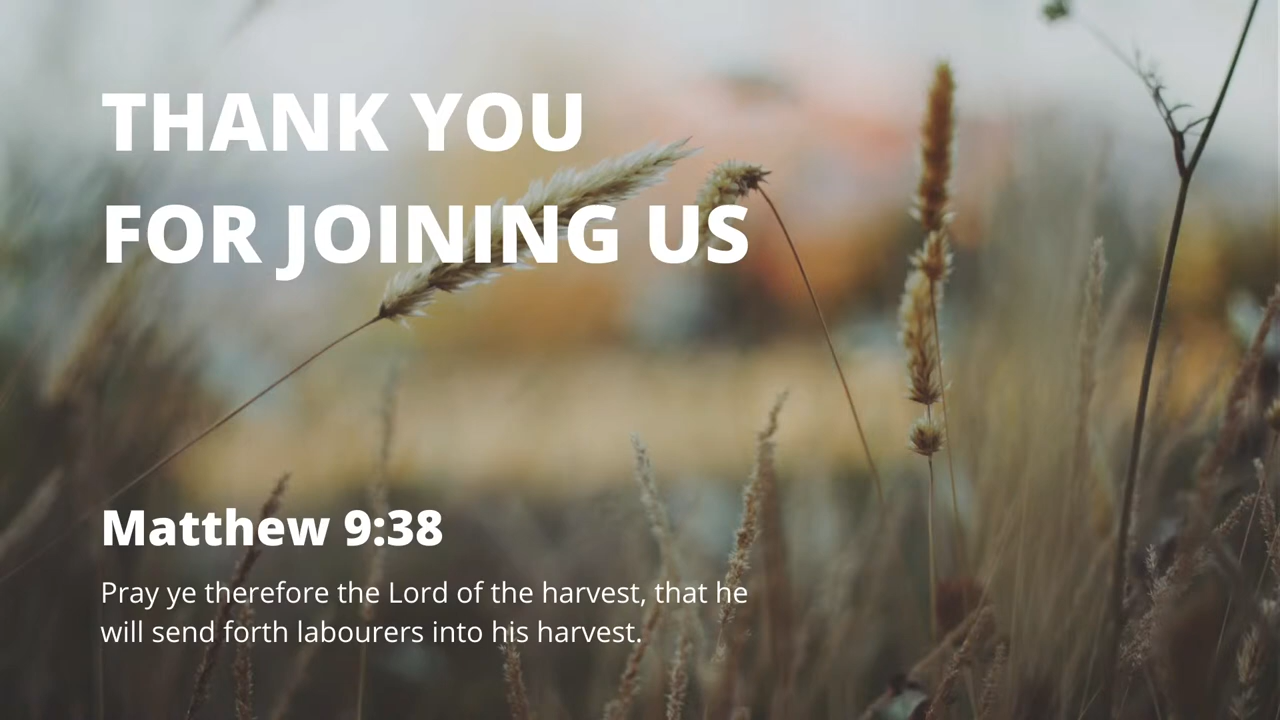 THANK YOU
FOR JOINING US
Matthew 9:38
Pray ye therefore the Lord of the harvest, that he
will send forth labourers into his harvest.